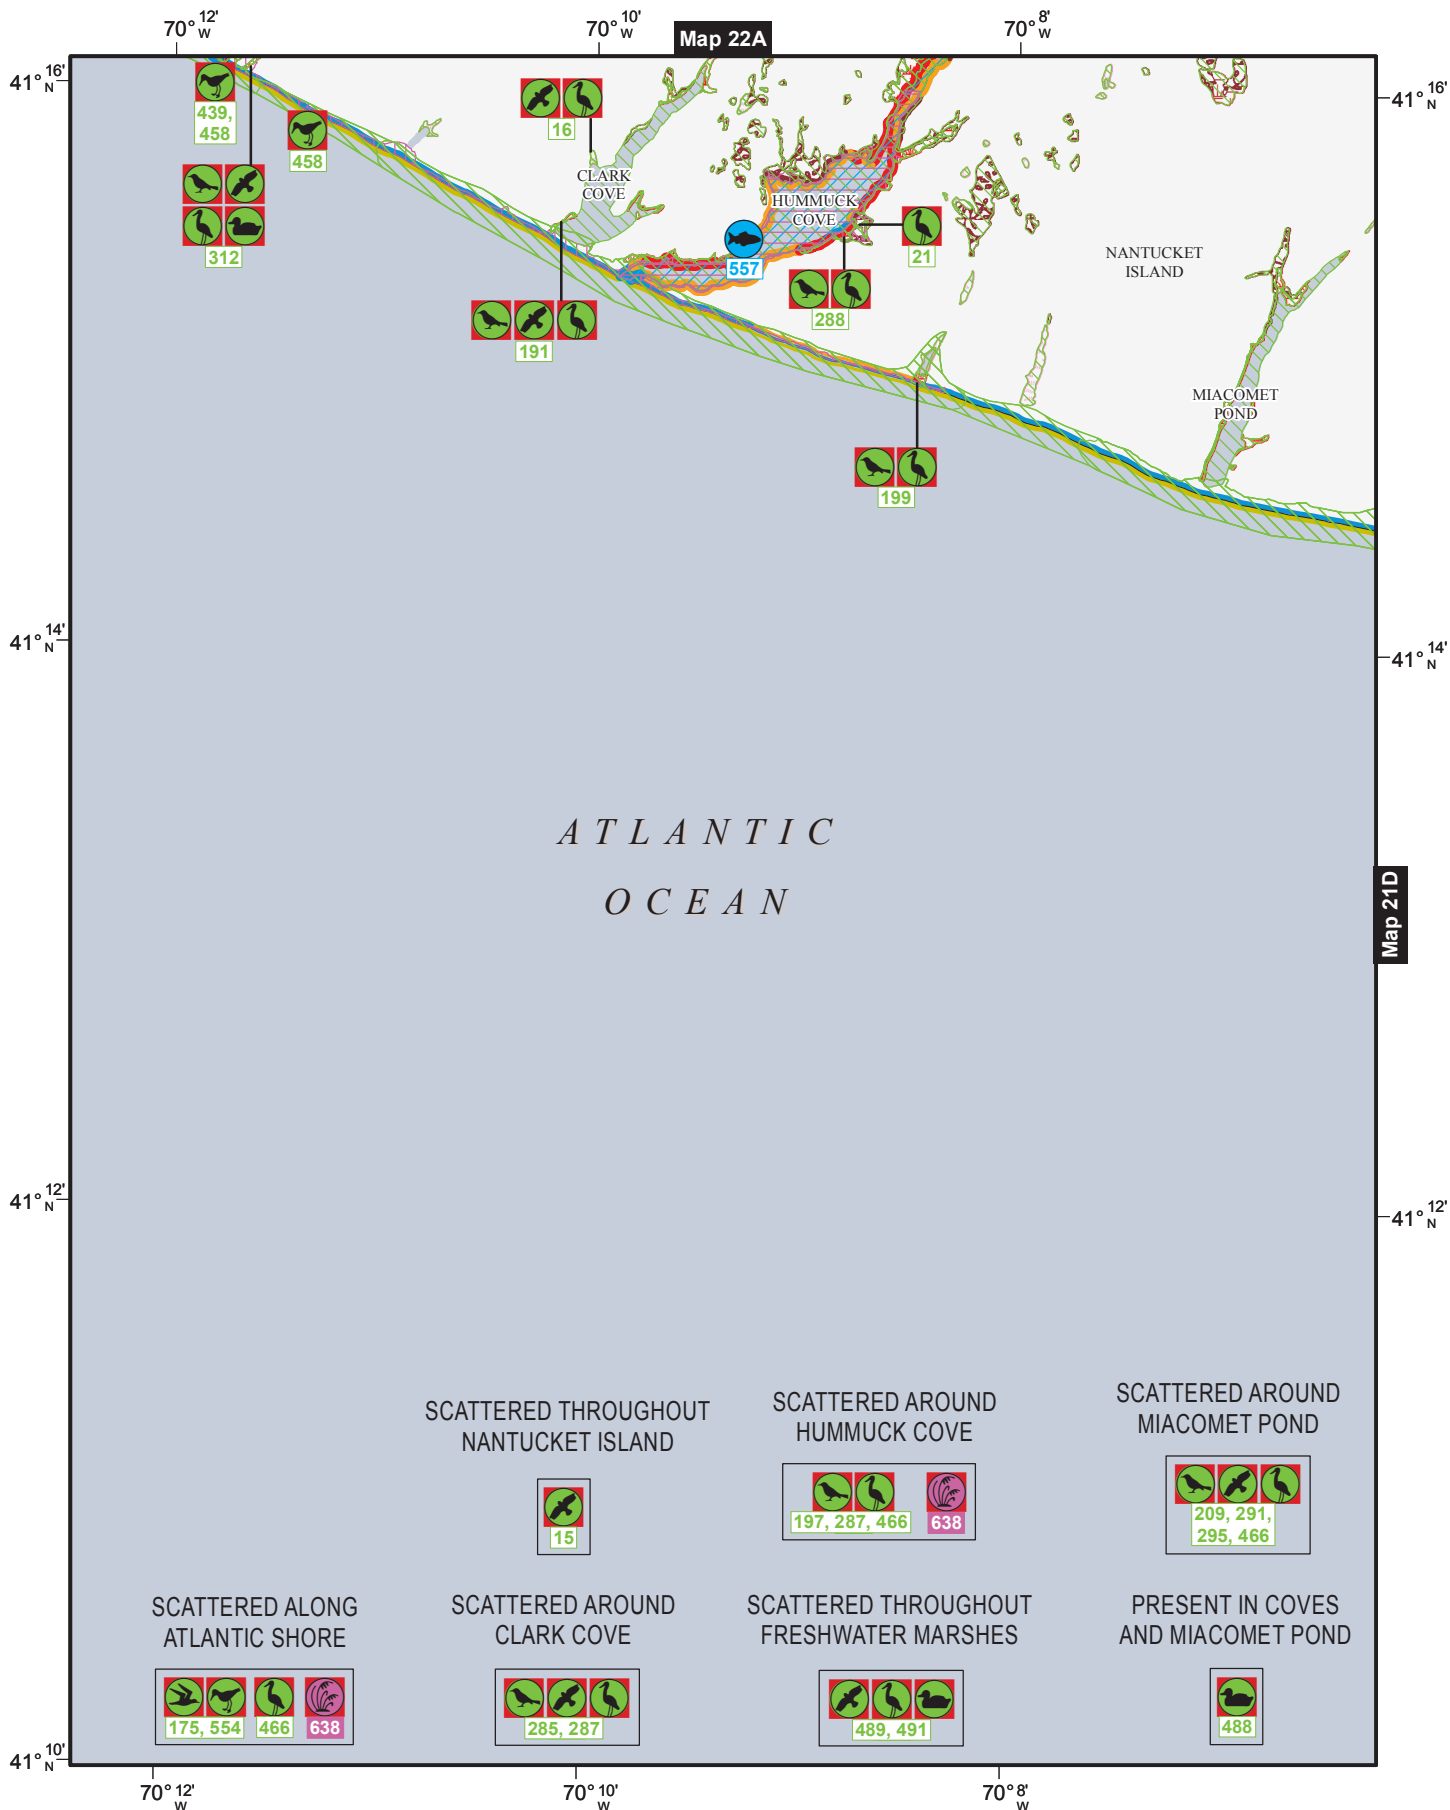 70° 12' W
70° 10' W
Map 22A
70° 8' W
41° 16' N
41° 16' N
439,
458
458
16
312
CLARK
COVE
HUMMUCK
COVE
557
21
288
NANTUCKET
ISLAND
191
MIACOMET
POND
199
41° 14' N
41° 14' N
ATLANTIC
OCEAN
Map 21D
41° 12' N
41° 12' N
SCATTERED THROUGHOUT
NANTUCKET ISLAND
15
SCATTERED AROUND
HUMMUCK COVE
197, 287, 466
638
SCATTERED AROUND
MIACOMET POND
209, 291,
295, 466
SCATTERED ALONG
ATLANTIC SHORE
175, 554
466
638
SCATTERED AROUND
CLARK COVE
285, 287
SCATTERED THROUGHOUT
FRESHWATER MARSHES
489, 491
PRESENT IN COVES
AND MIACOMET POND
488
41° 10' N
70° 12' W
70° 10' W
70° 8' W